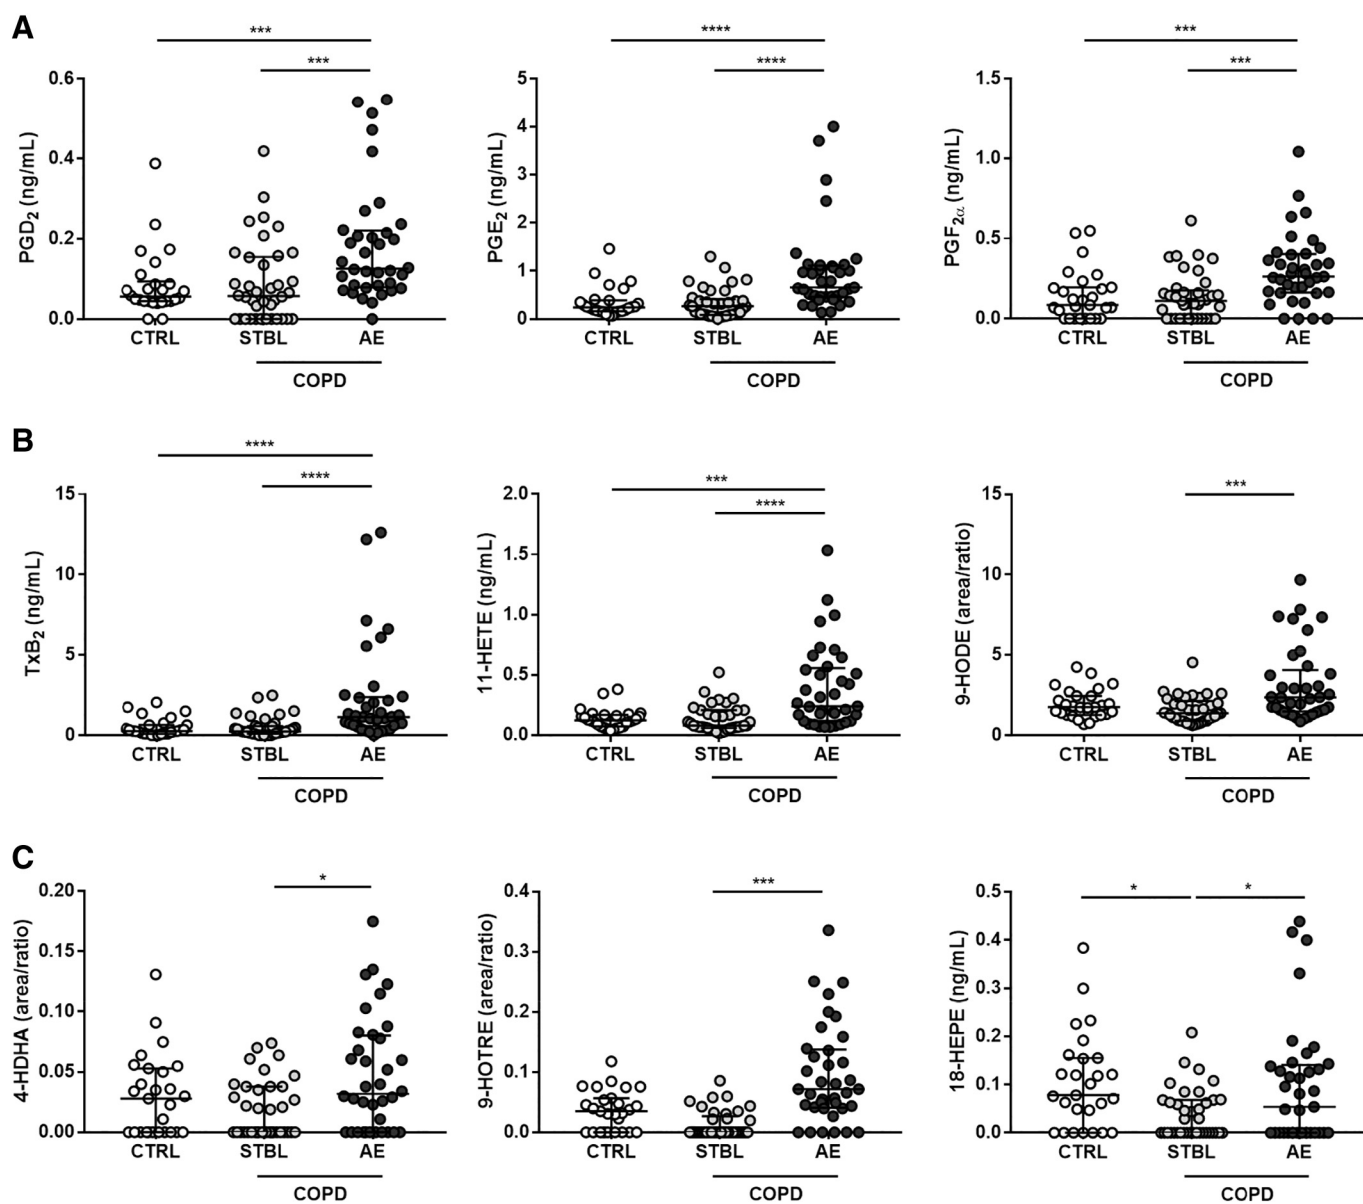 A
*** *** 
PGD2 (ng/mL)
0.6
0.4
0.2
0.0
CTRL STBL AE
COPD
**** ****
PGE2 (ng/mL)
5
4
3
2
1
0
CTRL STBL AE
COPD
*** ***
PGF2α (ng/mL)
1.5
1.0
0.5
0.0
CTRL STBL AE
COPD
B
**** ****
TxB2 (ng/mL)
15
10
5
0
CTRL STBL AE
COPD
*** ****
11-HETE (ng/mL)
2.0
1.5
1.0
0.5
0.0
CTRL STBL AE
COPD
***
9-HODE (area/ratio)
15
10
5
0
CTRL STBL AE
COPD
C
*
4-HDHA (area/ratio)
0.20
0.15
0.10
0.05
0.00
CTRL STBL AE
COPD
***
9-HOTRE (area/ratio)
0.4
0.3
0.2
0.1
0.0
CTRL STBL AE
COPD
* *
18-HEPE (ng/mL)
0.5
0.4
0.3
0.2
0.1
0.0
CTRL STBL AE
COPD